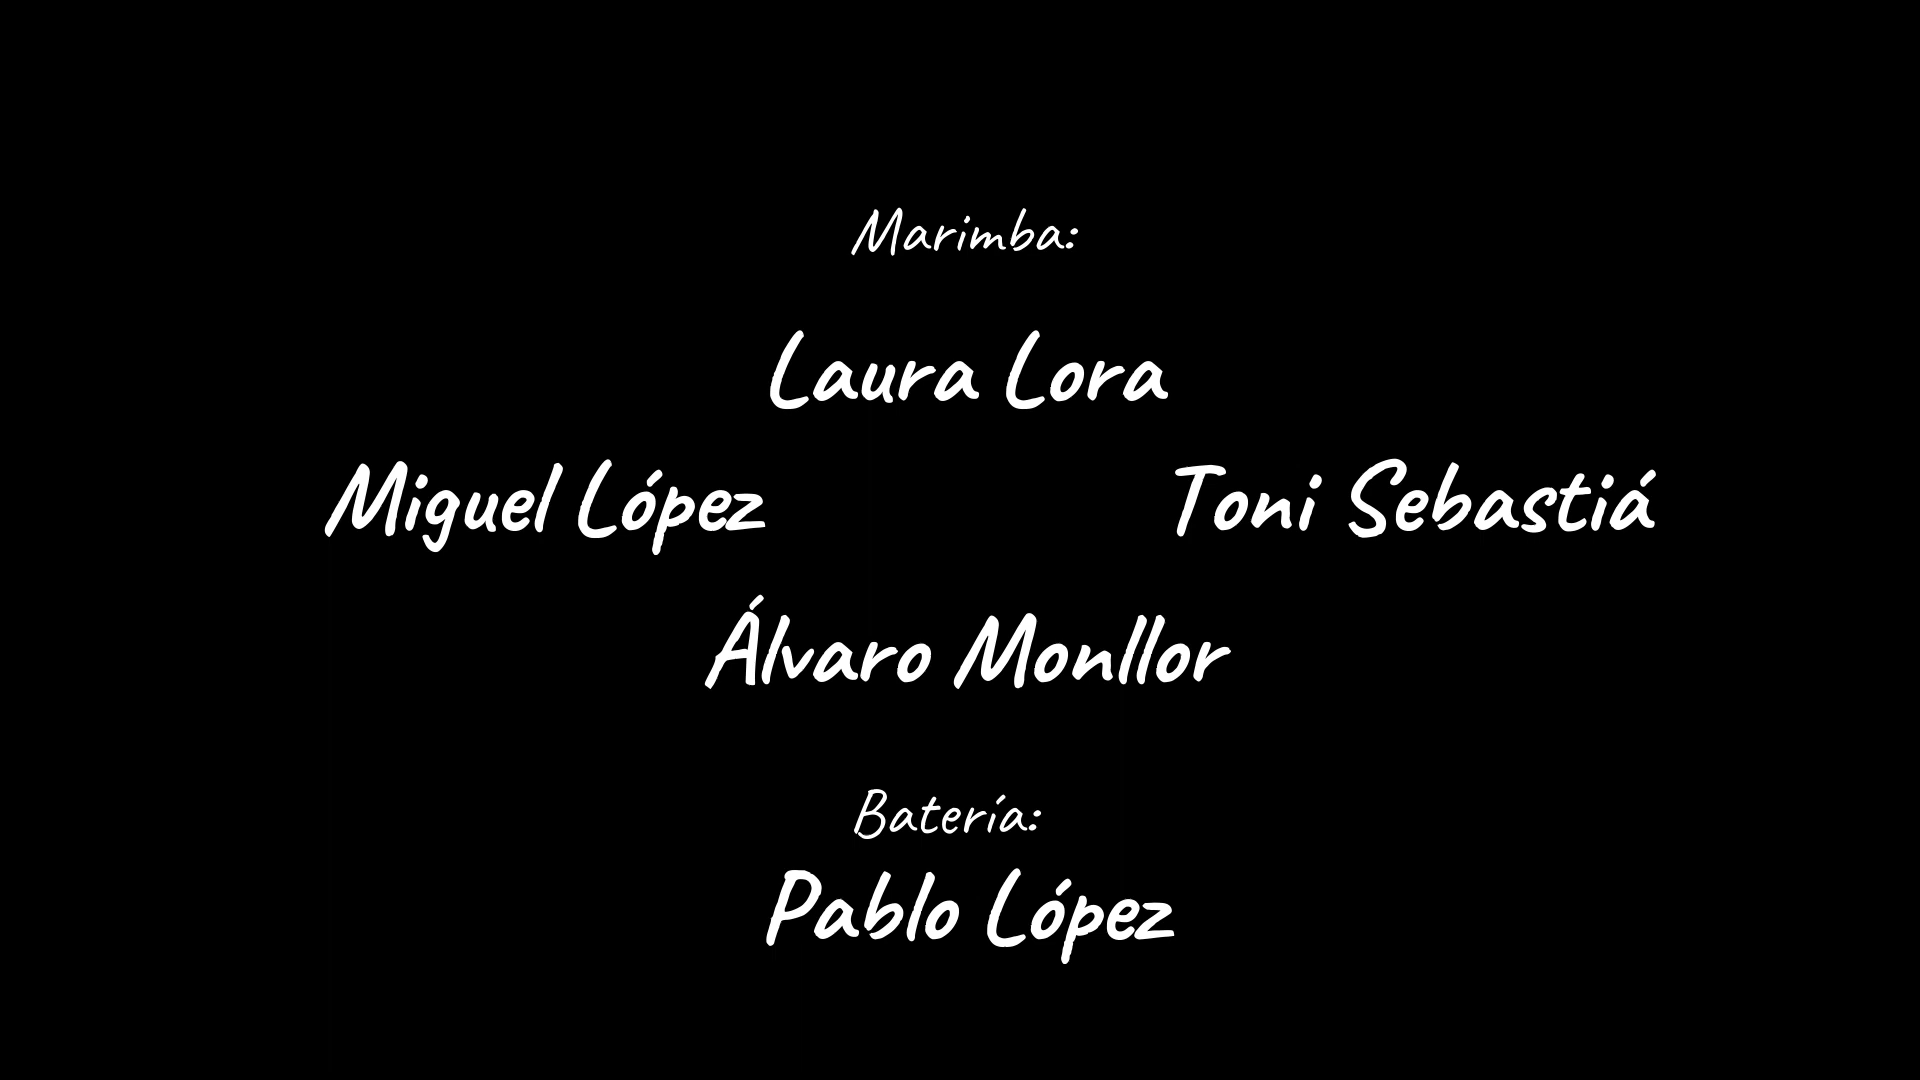 Marimba:
Laura Lora
Miguel López Toni Sebastiá
Álvaro Monllor
Batería:
Pablo López